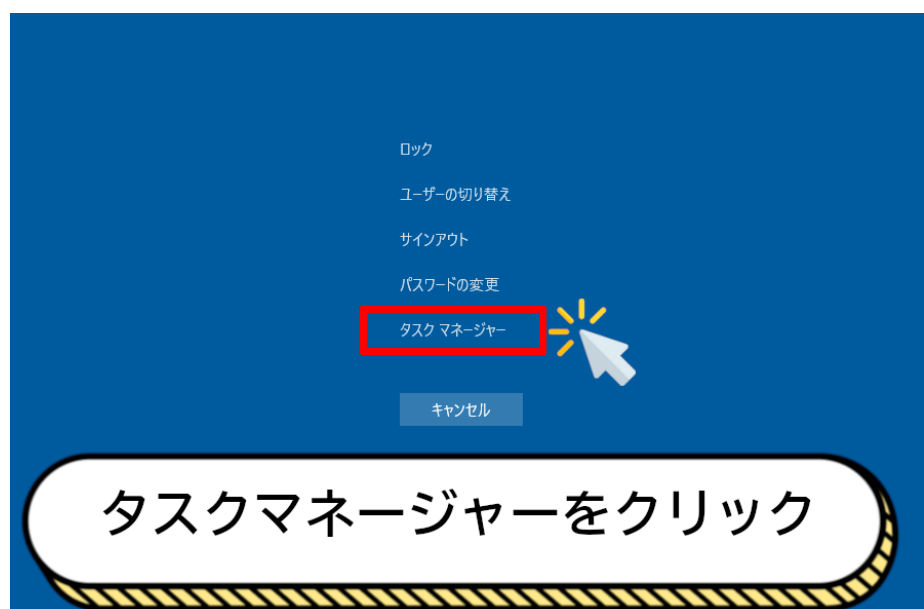 ロック
ユーザーの切り替え
サインアウト
パスワードの変更
タスク マネージャー
キャンセル
タスクマネージャーをクリック